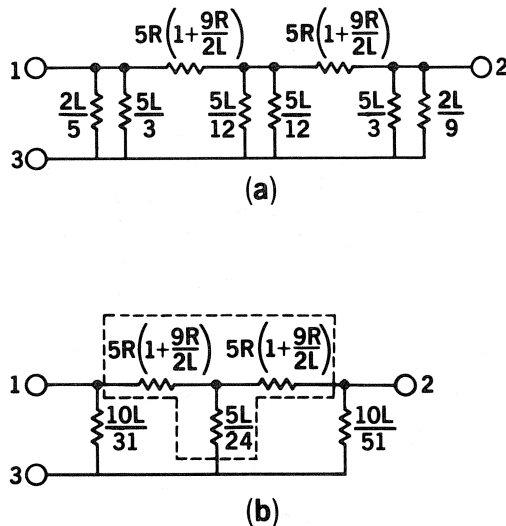 5R(1+9R/2L) 5R(1+9R/2L)
1 2
2L/5 5L/3 5L/12 5L/12 5L/3 2L/9
3
(a)
5R(1+9R/2L) 5R(1+9R/2L)
1 2
10L/31 5L/24 10L/51
3
(b)